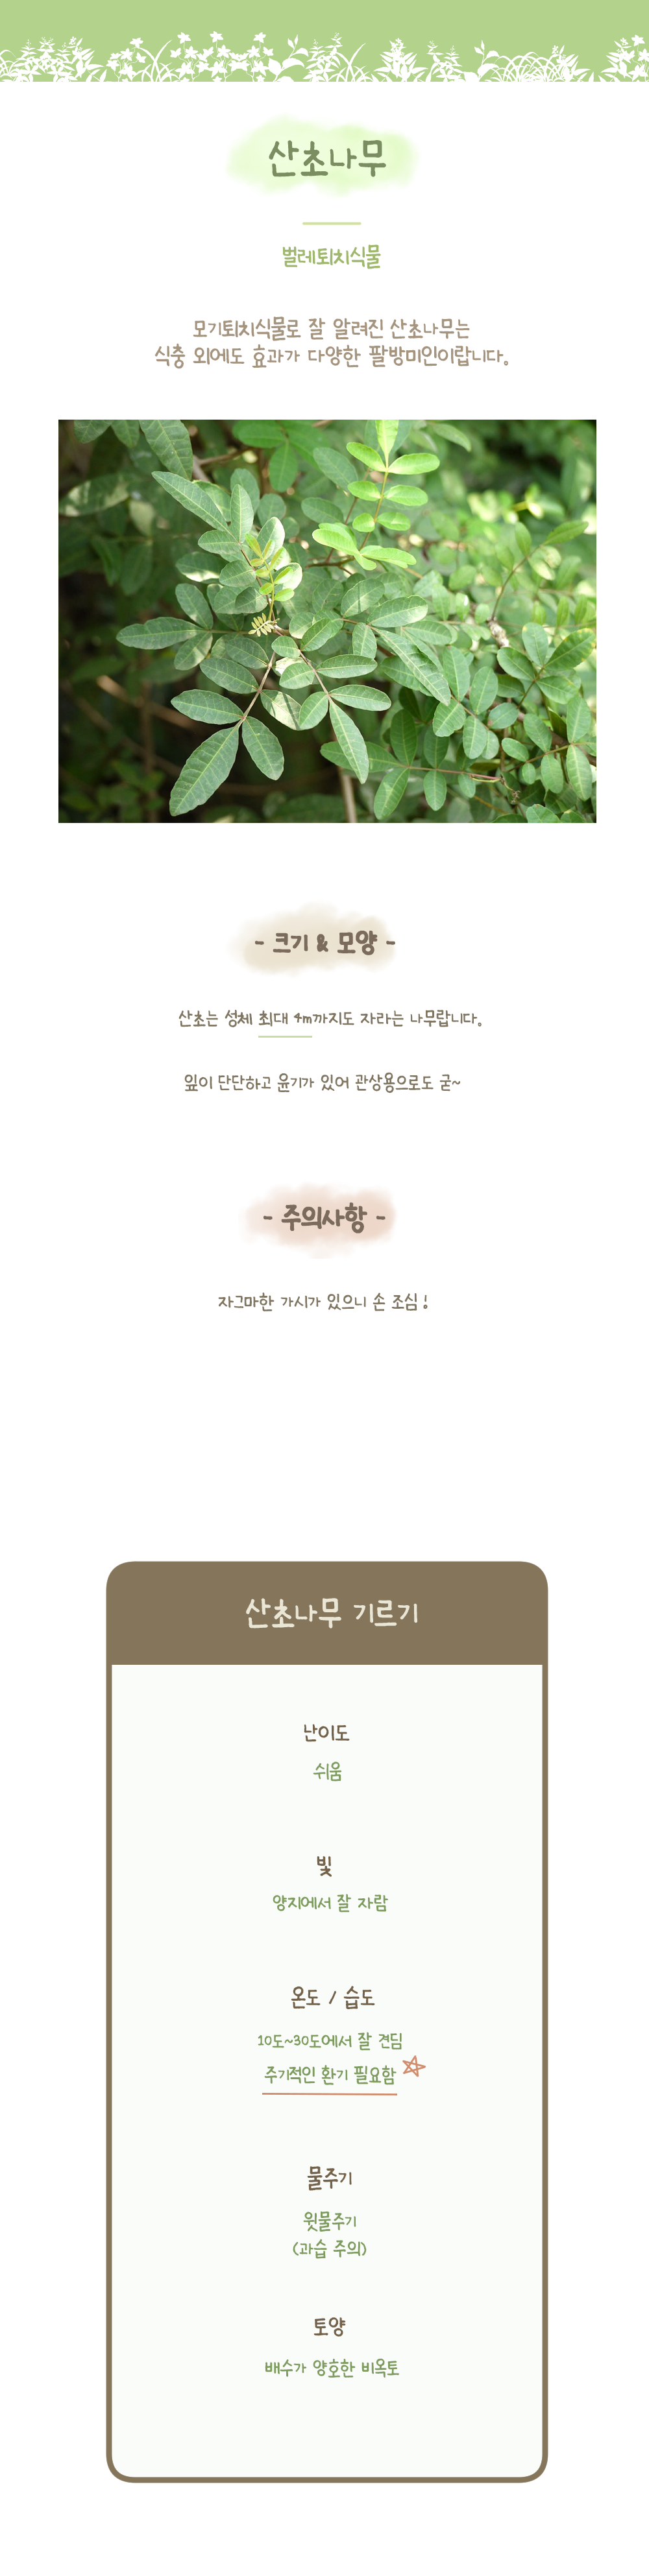 산초나무
벌레퇴치식물
모기퇴치식물로 잘 알려진 산초나무는
식충 외에도 효과가 다양한 팔방미인이랍니다.
- 크기 & 모양 -
산초는 성체 최대 4m까지도 자라는 나무랍니다.
잎이 단단하고 윤기가 있어 관상용으로도 굳~
- 주의사항 -
자그마한 가시가 있으니 손 조심!
산초나무 기르기
난이도
쉬움
빛
양지에서 잘 자람
온도 / 습도
10도~30도에서 잘 견딤
주기적인 환기 필요함
물주기
윗물주기
(과습 주의)
토양
배수가 양호한 비옥토